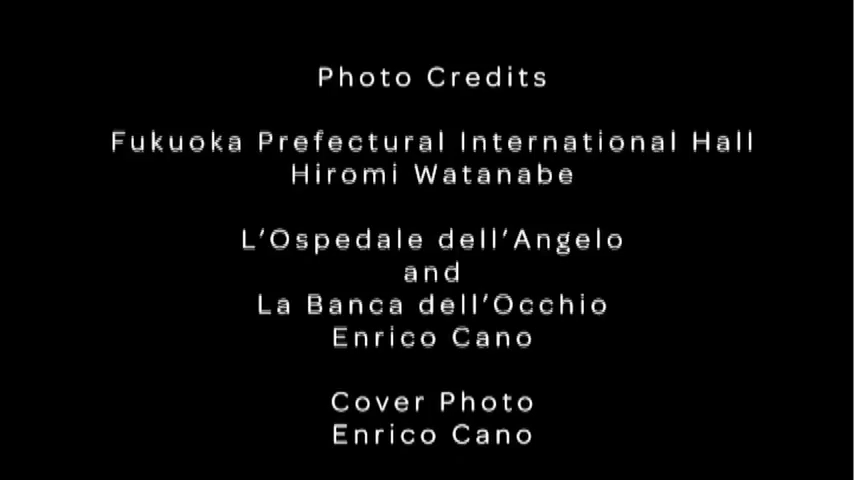 Photo Credits
Fukuoka Prefectural International Hall
Hiromi Watanabe
L'Ospedale dell'Angelo
and
La Banca dell'Occhio
Enrico Cano
Cover Photo
Enrico Cano